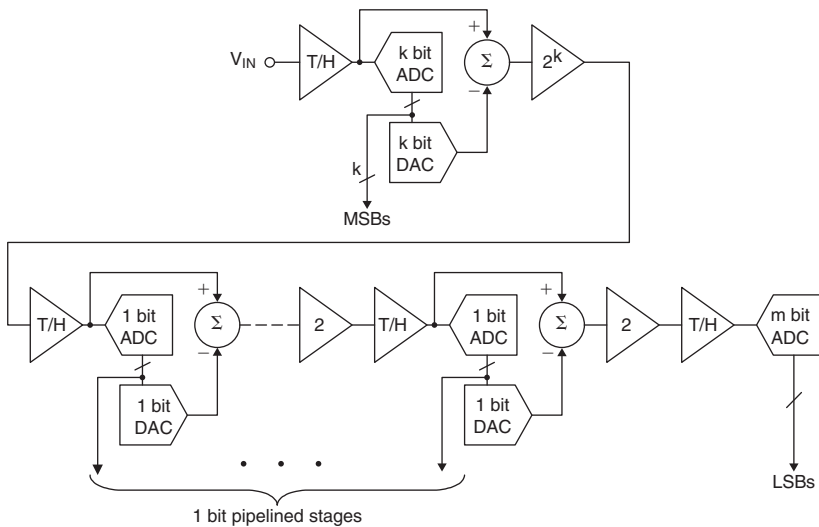 V_IN
T/H
k bit
ADC
+
Σ
−
2^k
k bit
DAC
k
MSBs
T/H
1 bit
ADC
+
Σ
−
1 bit
DAC
2
T/H
1 bit
ADC
+
Σ
−
1 bit
DAC
2
T/H
m bit
ADC
• • •
LSBs
1 bit pipelined stages